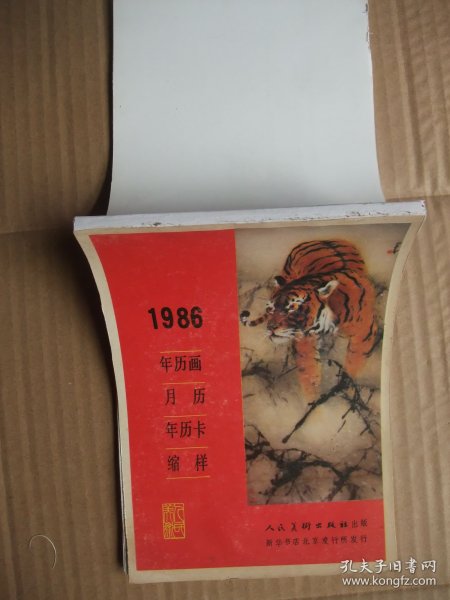 1986
年历画
月历
年历卡
缩样
人民美術出版社出版
新华书店北京发行所发行
孔夫子旧书网
www.kongfz.com